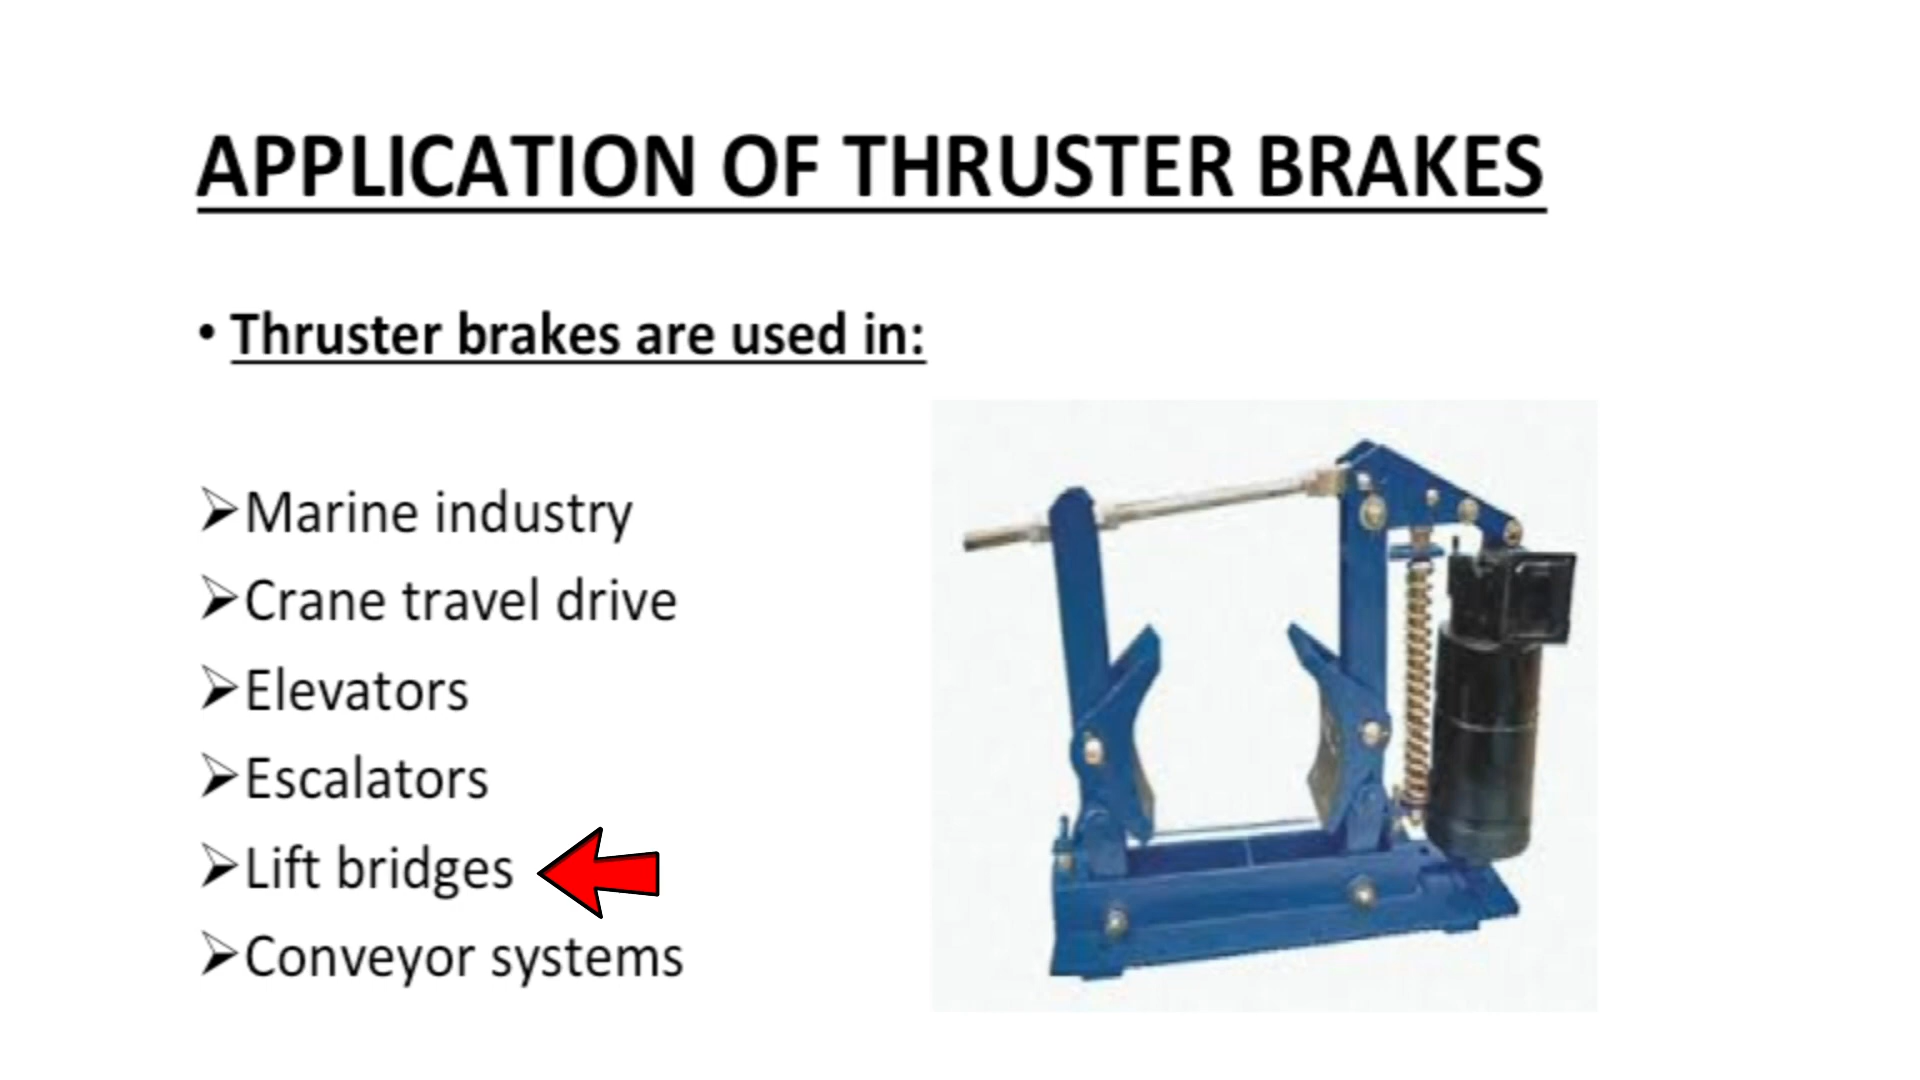 APPLICATION OF THRUSTER BRAKES
• Thruster brakes are used in:
➢Marine industry
➢Crane travel drive
➢Elevators
➢Escalators
➢Lift bridges
➢Conveyor systems